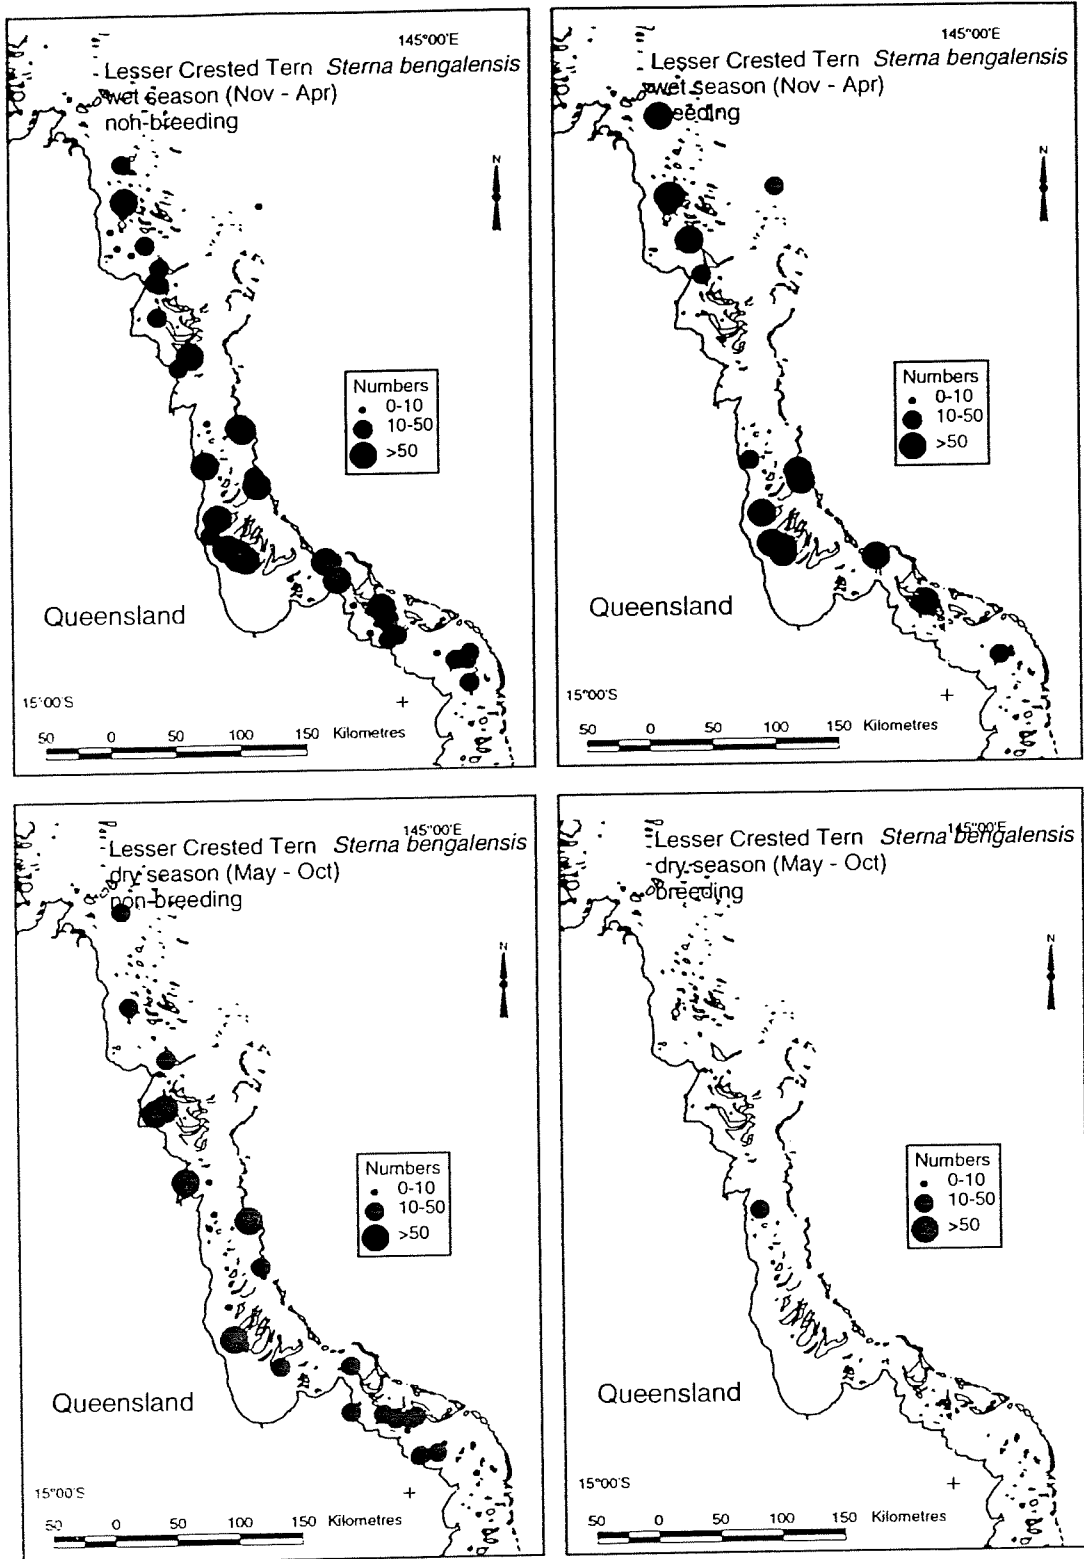 145°00'E
Lesser Crested Tern Sterna bengalensis
wet season (Nov - Apr)
non-breeding
N
Numbers
0-10
10-50
>50
Queensland
15°00'S
50 0 50 100 150 Kilometres
145°00'E
Lesser Crested Tern Sterna bengalensis
wet season (Nov - Apr)
eeding
N
Numbers
0-10
10-50
>50
Queensland
15°00'S
50 0 50 100 150 Kilometres
145°00'E
Lesser Crested Tern Sterna bengalensis
dry season (May - Oct)
non-breeding
N
Numbers
0-10
10-50
>50
Queensland
15°00'S
50 0 50 100 150 Kilometres
145°00'E
Lesser Crested Tern Sterna bengalensis
dry season (May - Oct)
breeding
N
Numbers
0-10
10-50
>50
Queensland
15°00'S
50 0 50 100 150 Kilometres